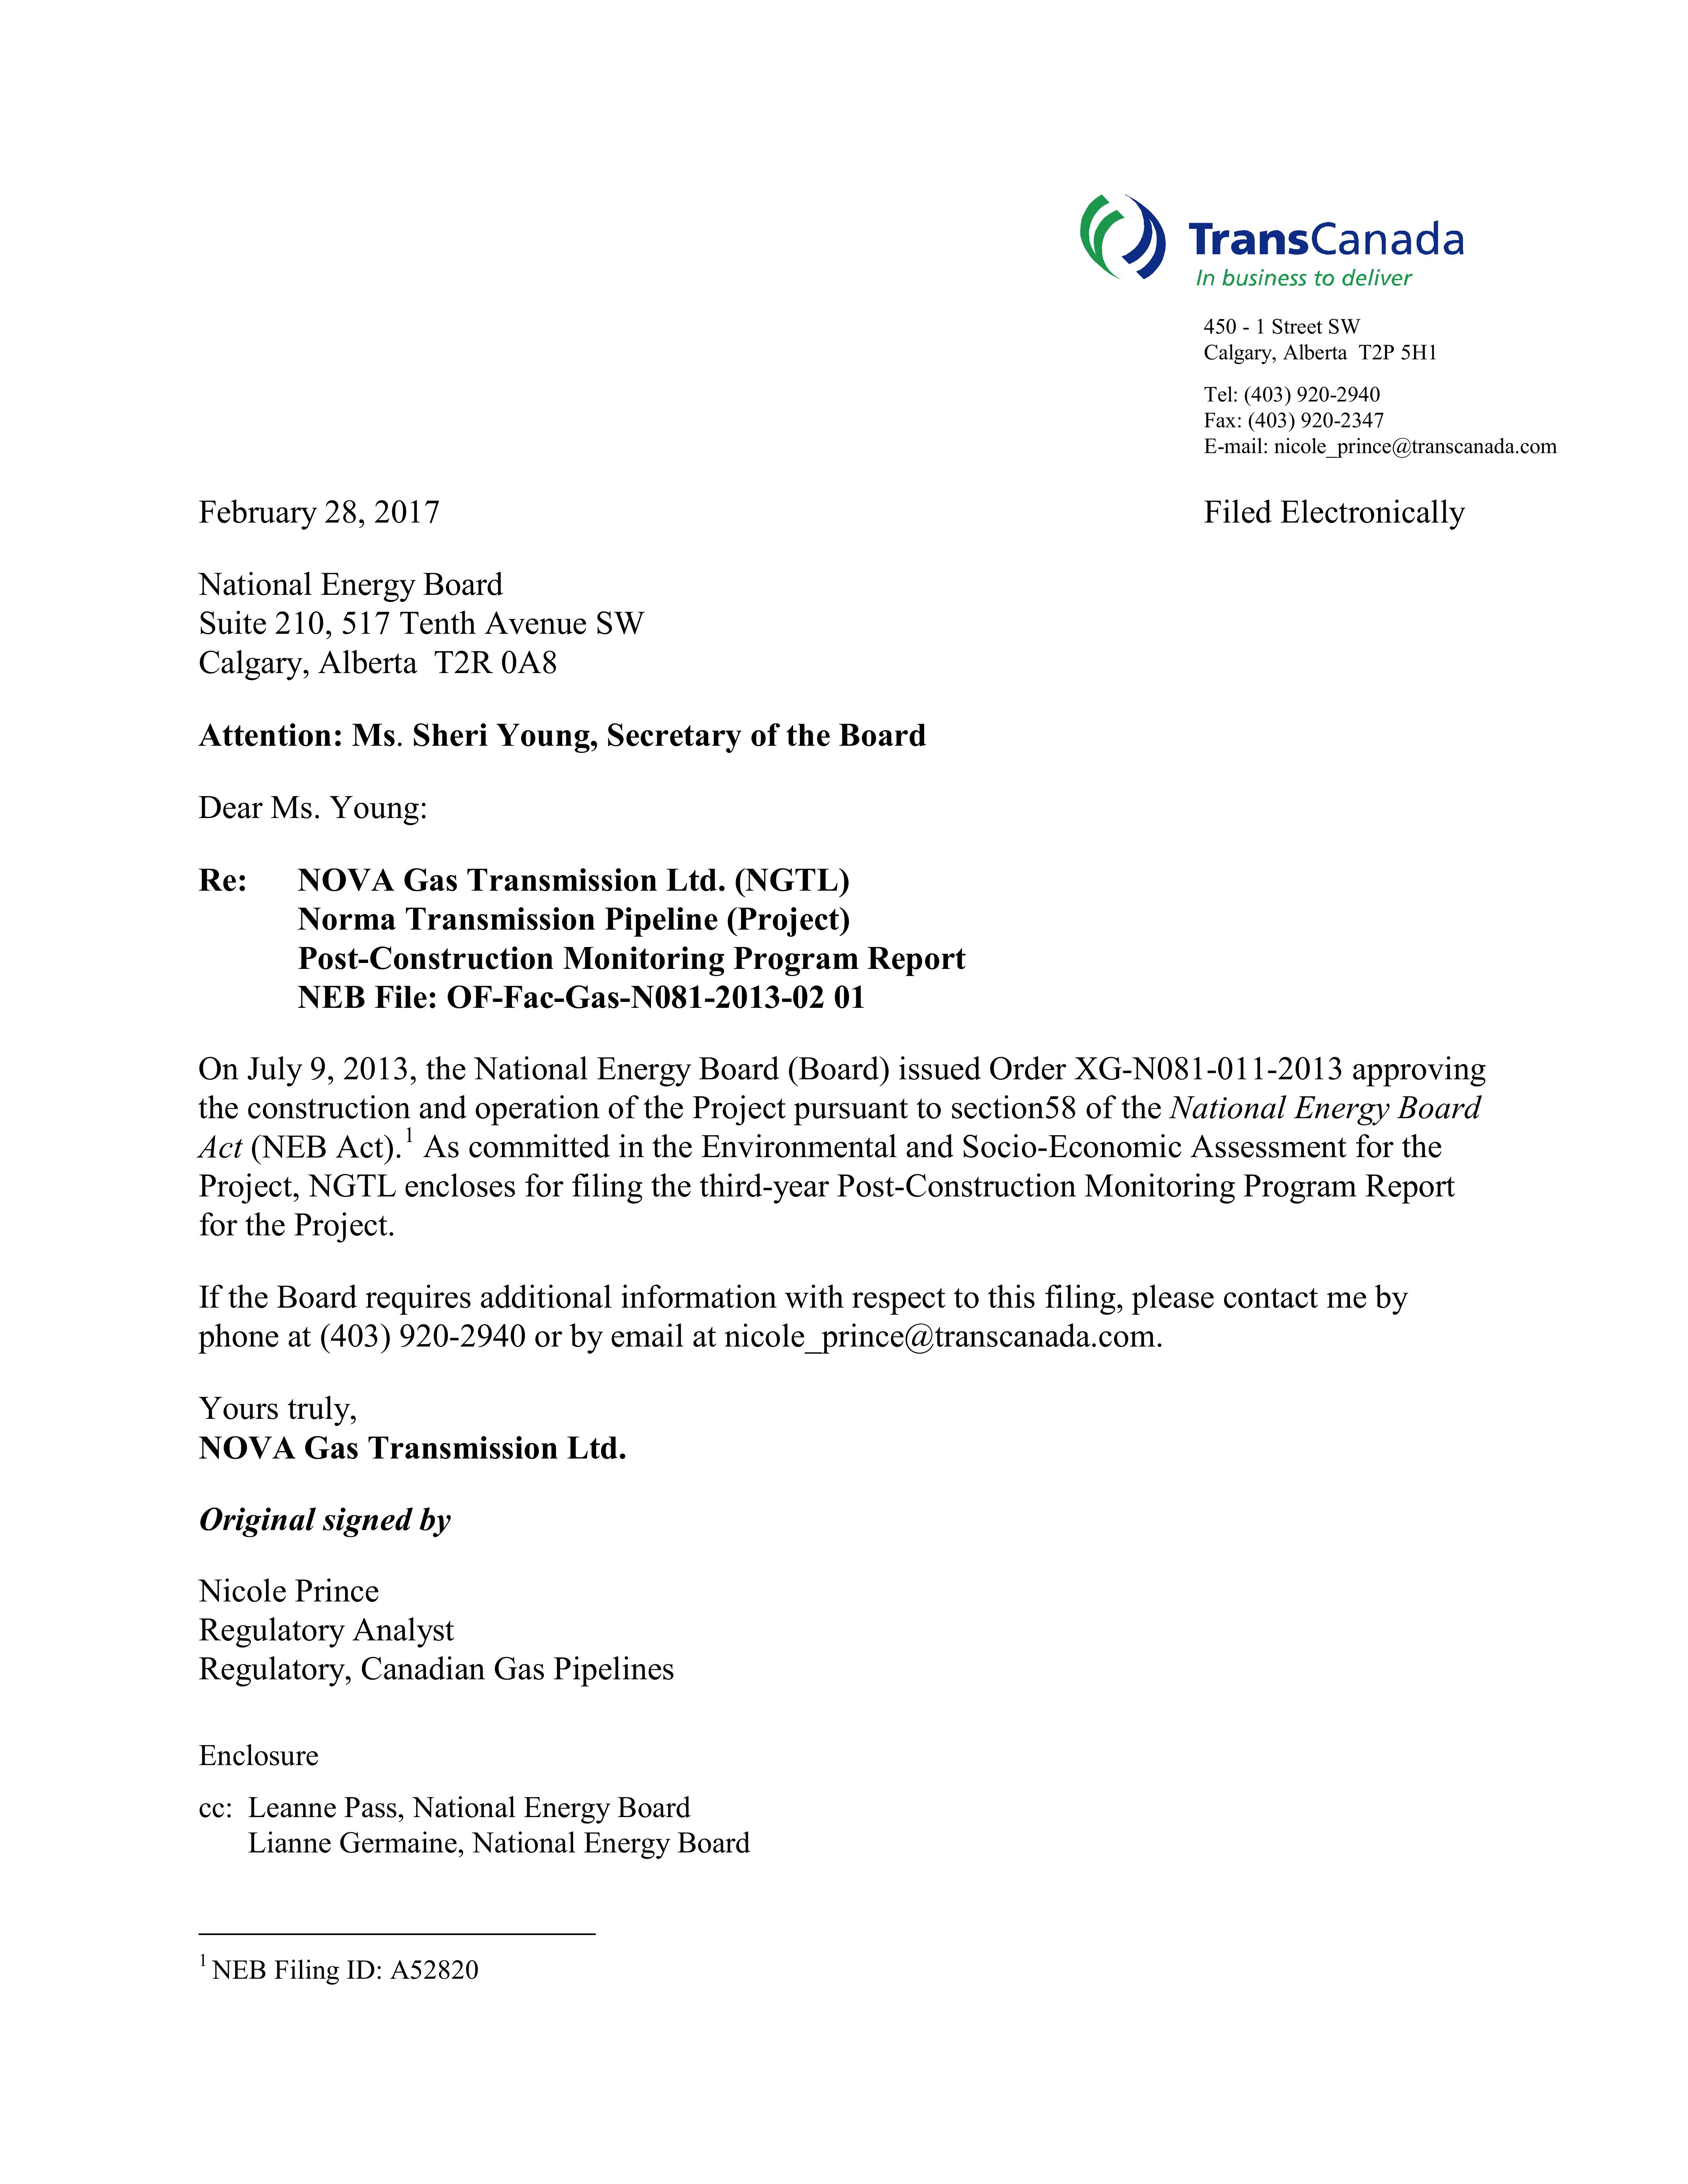 TransCanada
In business to deliver
450 - 1 Street SW
Calgary, Alberta  T2P 5H1
Tel: (403) 920-2940
Fax: (403) 920-2347
E-mail: nicole_prince@transcanada.com
February 28, 2017
Filed Electronically
National Energy Board
Suite 210, 517 Tenth Avenue SW
Calgary, Alberta  T2R 0A8
Attention: Ms. Sheri Young, Secretary of the Board
Dear Ms. Young:
Re: NOVA Gas Transmission Ltd. (NGTL)
Norma Transmission Pipeline (Project)
Post-Construction Monitoring Program Report
NEB File: OF-Fac-Gas-N081-2013-02 01
On July 9, 2013, the National Energy Board (Board) issued Order XG-N081-011-2013 approving
the construction and operation of the Project pursuant to section58 of the National Energy Board
Act (NEB Act).1 As committed in the Environmental and Socio-Economic Assessment for the
Project, NGTL encloses for filing the third-year Post-Construction Monitoring Program Report
for the Project.
If the Board requires additional information with respect to this filing, please contact me by
phone at (403) 920-2940 or by email at nicole_prince@transcanada.com.
Yours truly,
NOVA Gas Transmission Ltd.
Original signed by
Nicole Prince
Regulatory Analyst
Regulatory, Canadian Gas Pipelines
Enclosure
cc: Leanne Pass, National Energy Board
Lianne Germaine, National Energy Board
1 NEB Filing ID: A52820